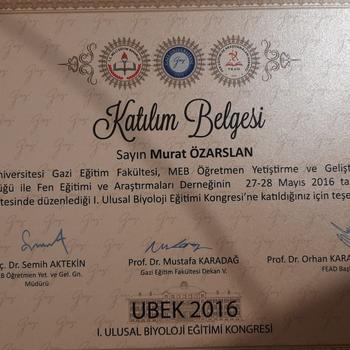 Katılım Belgesi
Sayın Murat ÖZARSLAN
niversitesi Gazi Eğitim Fakültesi, MEB Öğretmen Yetiştirme ve Gelişt
üğü ile Fen Eğitimi ve Araştırmaları Derneğinin 27-28 Mayıs 2016 ta
tesinde düzenlediği I. Ulusal Biyoloji Eğitimi Kongresi'ne katıldığınız için teşe
ç. Dr. Semih AKTEKİN
B Öğretmen Yet. ve Gel. Gn.
Müdürü
Prof. Dr. Mustafa KARADAĞ
Gazi Eğitim Fakültesi Dekan V.
Prof. Dr. Orhan KARA
FEAD Baş
UBEK 2016
I. ULUSAL BİYOLOJİ EĞİTİMİ KONGRESİ